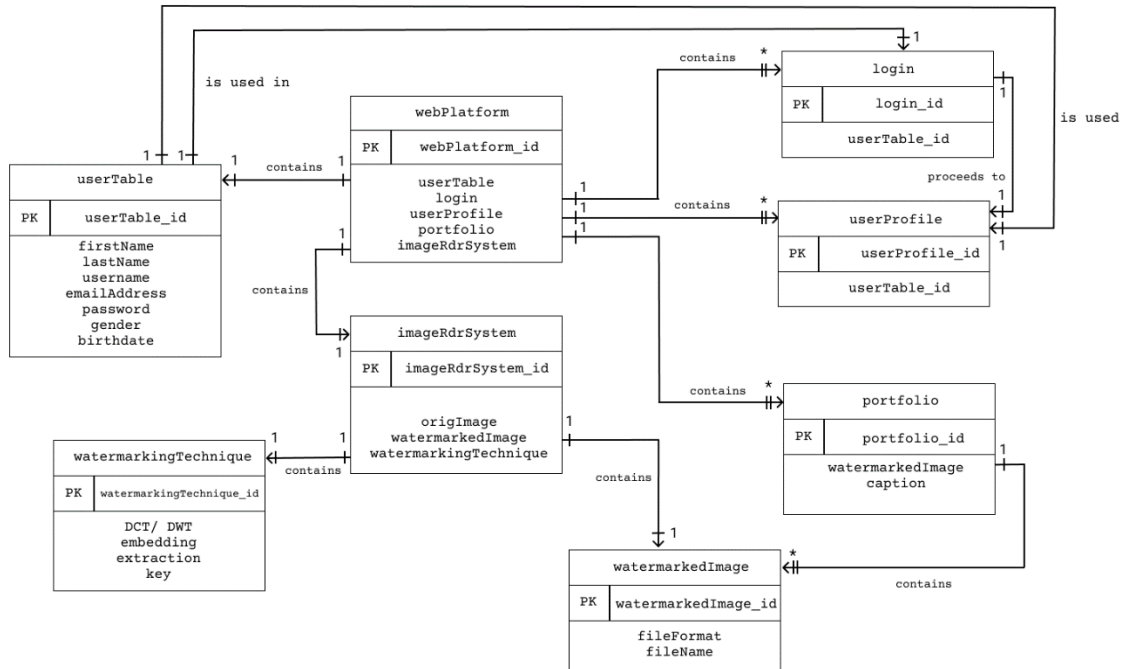 1
1
contains
*
login
is used in
1
PK
login_id
userTable_id
webPlatform
PK
webPlatform_id
userTable
login
userProfile
portfolio
imageRdrSystem
is used
1
1
1
contains
1
userTable
PK
userTable_id
firstName
lastName
username
emailAddress
password
gender
birthdate
1
1
1
contains
*
proceeds to
1
userProfile
PK
userProfile_id
1
userTable_id
1
contains
1
imageRdrSystem
PK
imageRdrSystem_id
origImage
watermarkedImage
watermarkingTechnique
contains
*
portfolio
PK
portfolio_id
watermarkedImage
caption
1
1
contains
1
watermarkingTechnique
PK
watermarkingTechnique_id
DCT/ DWT
embedding
extraction
key
1
contains
1
watermarkedImage
PK
watermarkedImage_id
fileFormat
fileName
*
contains